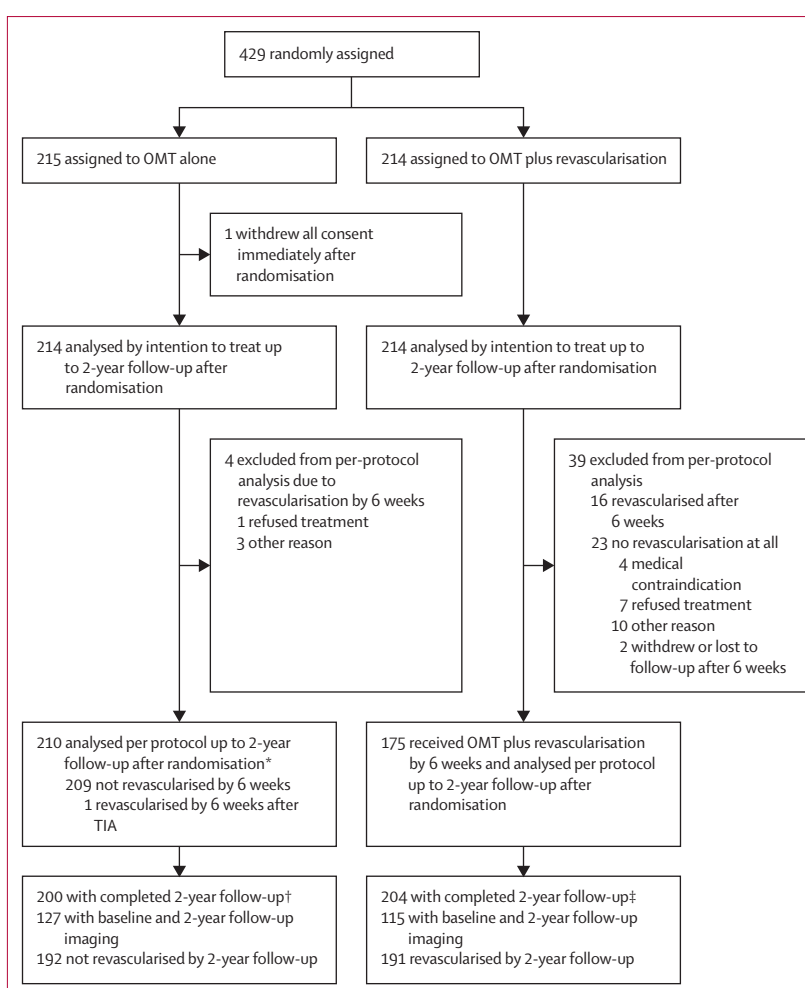 429 randomly assigned
215 assigned to OMT alone
214 assigned to OMT plus revascularisation
1 withdrew all consent
immediately after
randomisation
214 analysed by intention to treat up
to 2-year follow-up after
randomisation
214 analysed by intention to treat up to
2-year follow-up after randomisation
4 excluded from per-protocol
analysis due to
revascularisation by 6 weeks
1 refused treatment
3 other reason
39 excluded from per-protocol
analysis
16 revascularised after
6 weeks
23 no revascularisation at all
4 medical
contraindication
7 refused treatment
10 other reason
2 withdrew or lost to
follow-up after 6 weeks
210 analysed per protocol up to 2-year
follow-up after randomisation*
209 not revascularised by 6 weeks
1 revascularised by 6 weeks after
TIA
175 received OMT plus revascularisation
by 6 weeks and analysed per protocol
up to 2-year follow-up after
randomisation
200 with completed 2-year follow-up†
127 with baseline and 2-year follow-up
imaging
192 not revascularised by 2-year follow-up
204 with completed 2-year follow-up‡
115 with baseline and 2-year follow-up
imaging
191 revascularised by 2-year follow-up